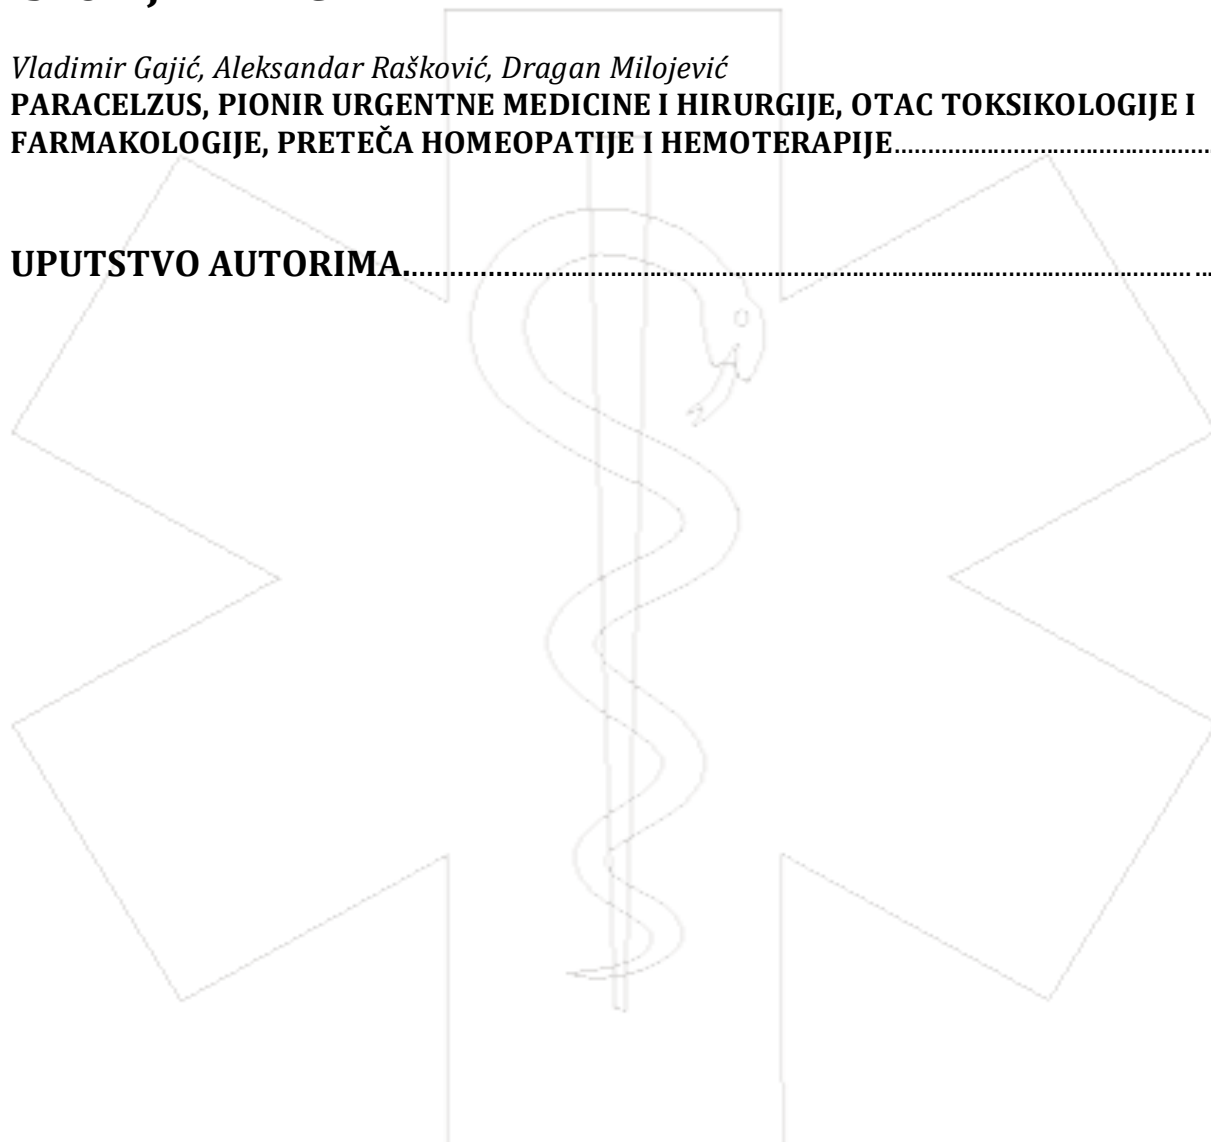 Vladimir Gajić, Aleksandar Rašković, Dragan Milojević
PARACELZUS, PIONIR URGENTNE MEDICINE I HIRURGIJE, OTAC TOKSIKOLOGIJE I
FARMAKOLOGIJE, PRETEČA HOMEOPATIJE I HEMOTERAPIJE................................................
UPUTSTVO AUTORIMA................................................................................................................